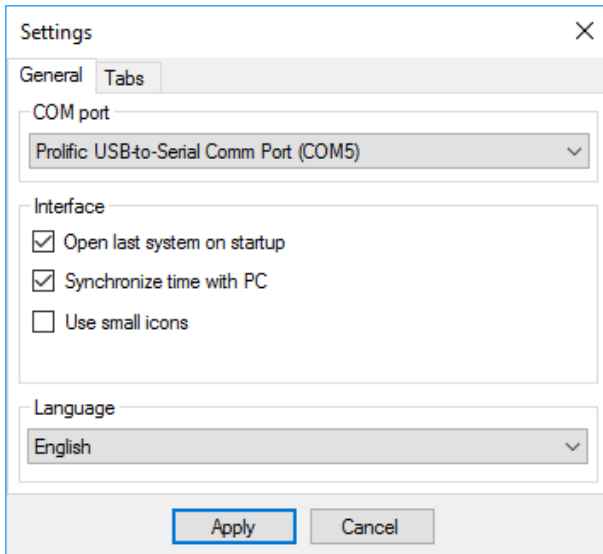 Settings
General
Tabs
COM port
Prolific USB-to-Serial Comm Port (COM5)
Interface
Open last system on startup
Synchronize time with PC
Use small icons
Language
English
Apply
Cancel